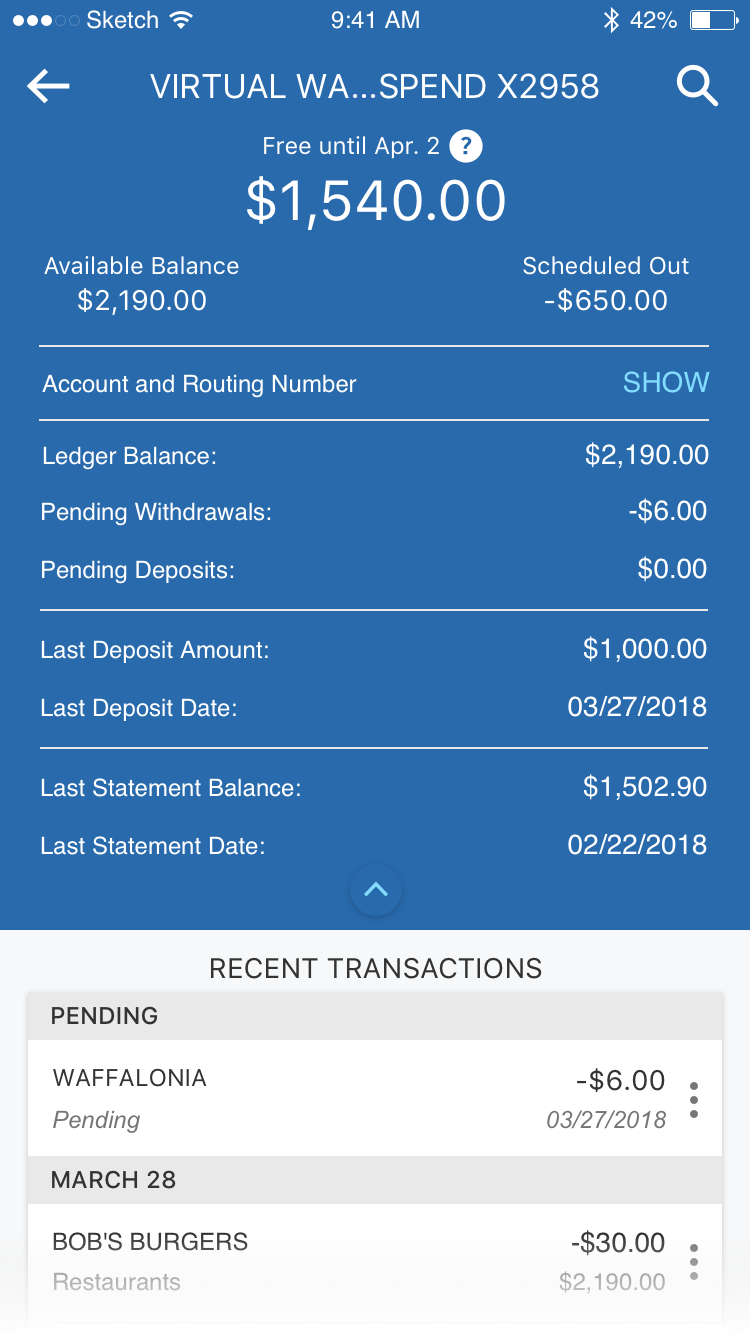 Sketch 9:41 AM 42%
VIRTUAL WA...SPEND X2958
Free until Apr. 2 ?
$1,540.00
Available Balance Scheduled Out
$2,190.00 -$650.00
Account and Routing Number SHOW
Ledger Balance: $2,190.00
Pending Withdrawals: -$6.00
Pending Deposits: $0.00
Last Deposit Amount: $1,000.00
Last Deposit Date: 03/27/2018
Last Statement Balance: $1,502.90
Last Statement Date: 02/22/2018
RECENT TRANSACTIONS
PENDING
WAFFALONIA -$6.00
Pending 03/27/2018
MARCH 28
BOB'S BURGERS -$30.00
Restaurants $2,190.00